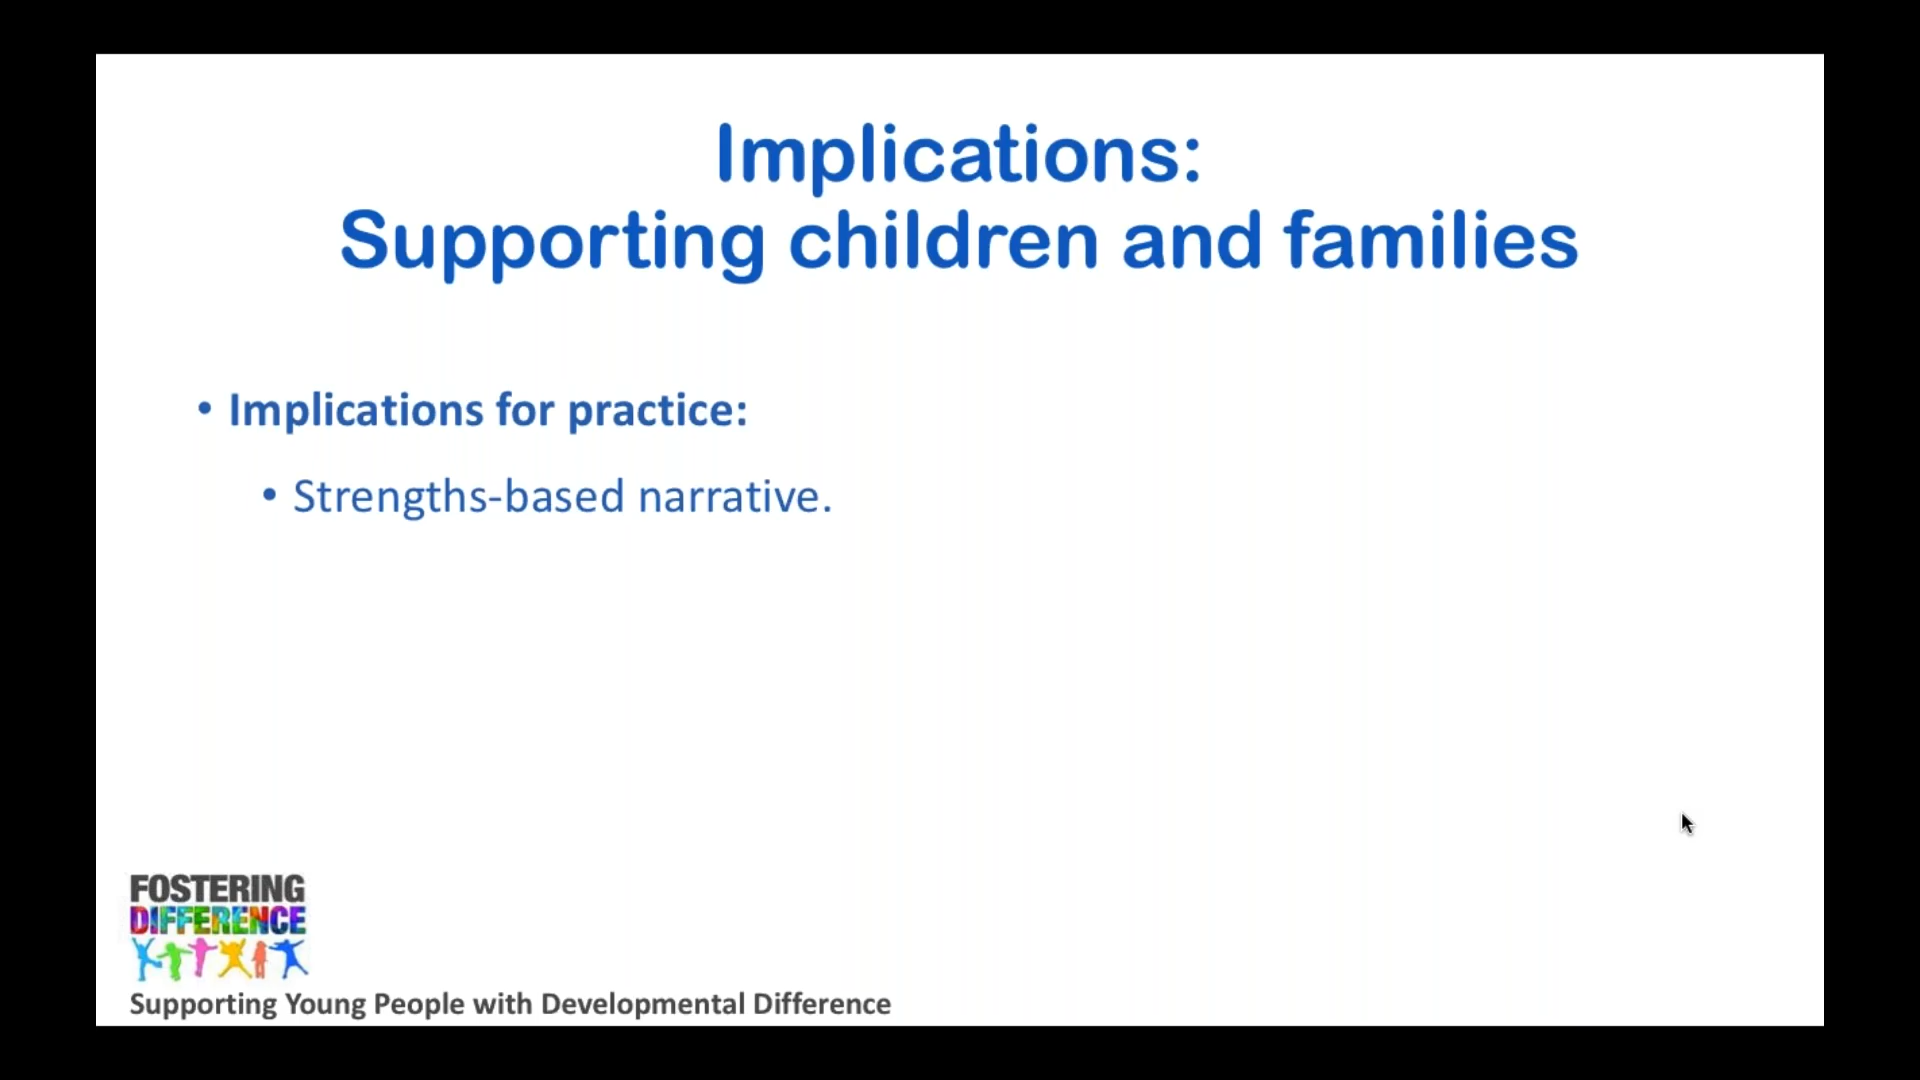 Implications:
Supporting children and families
• Implications for practice:
• Strengths-based narrative.
FOSTERING
DIFFERENCE
Supporting Young People with Developmental Difference